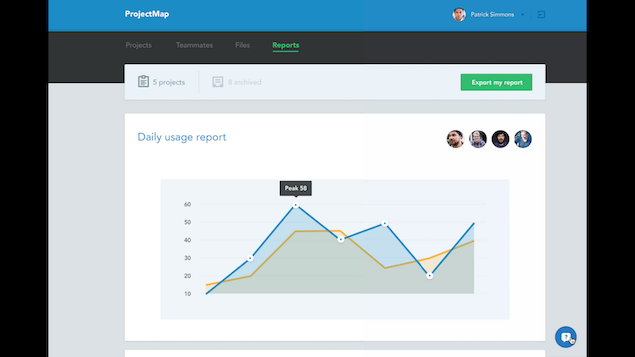 ProjectMap
Patrick Simmons
Projects Teammates Files Reports
5 projects 8 archived Export my report
Daily usage report
Peak 58
60
50
40
30
20
10